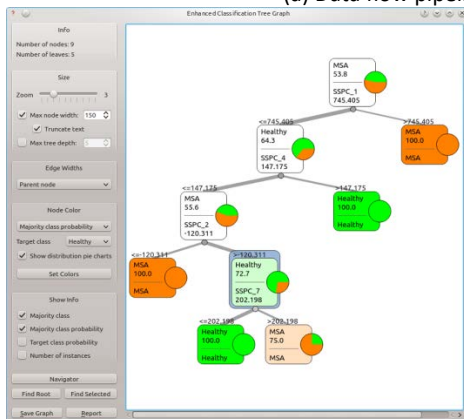 (a) Data flow pipel
Enhanced Classification Tree Graph
Info
Number of nodes: 9
Number of leaves: 5
Size
Zoom 3
Max node width: 150
Truncate text
Max tree depth:
Edge Widths
Parent node
Node Color
Majority class probability
Target class Healthy
Show distribution pie charts
Set Colors
Show Info
Majority class
Majority class probability
Target class probability
Number of instances
Navigator
Find Root Find Selected
Save Graph Report
MSA
53.8
SSPC_1
745.405
<=745.405 >745.405
Healthy
64.3
SSPC_4
147.175
MSA
100.0
MSA
<=147.175 >147.175
MSA
55.6
SSPC_2
-120.311
Healthy
100.0
Healthy
<=-120.311 >-120.311
MSA
100.0
MSA
Healthy
72.7
SSPC_7
202.198
<=202.198 >202.198
Healthy
100.0
Healthy
MSA
75.0
MSA